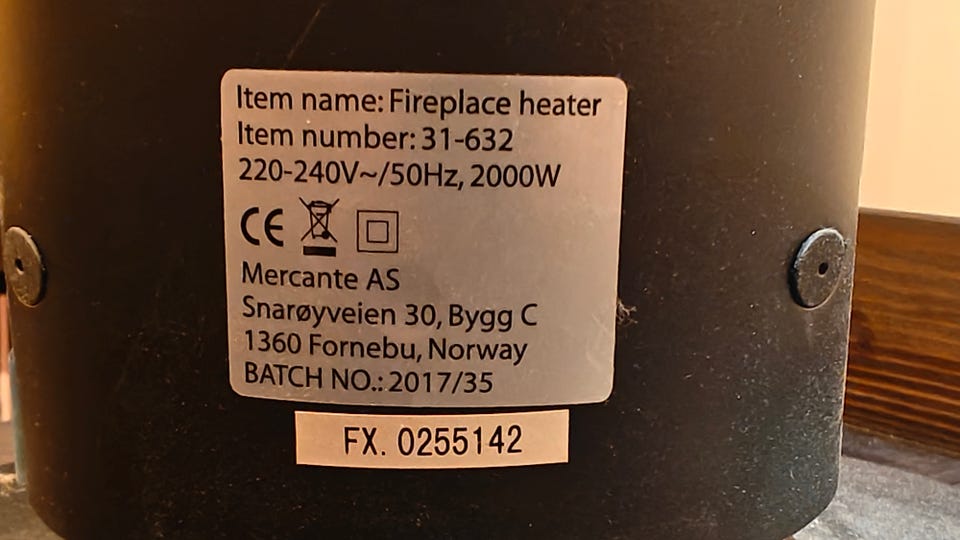 Item name: Fireplace heater
Item number: 31-632
220-240V~/50Hz, 2000W
CE
Mercante AS
Snarøyveien 30, Bygg C
1360 Fornebu, Norway
BATCH NO.: 2017/35
FX. 0255142